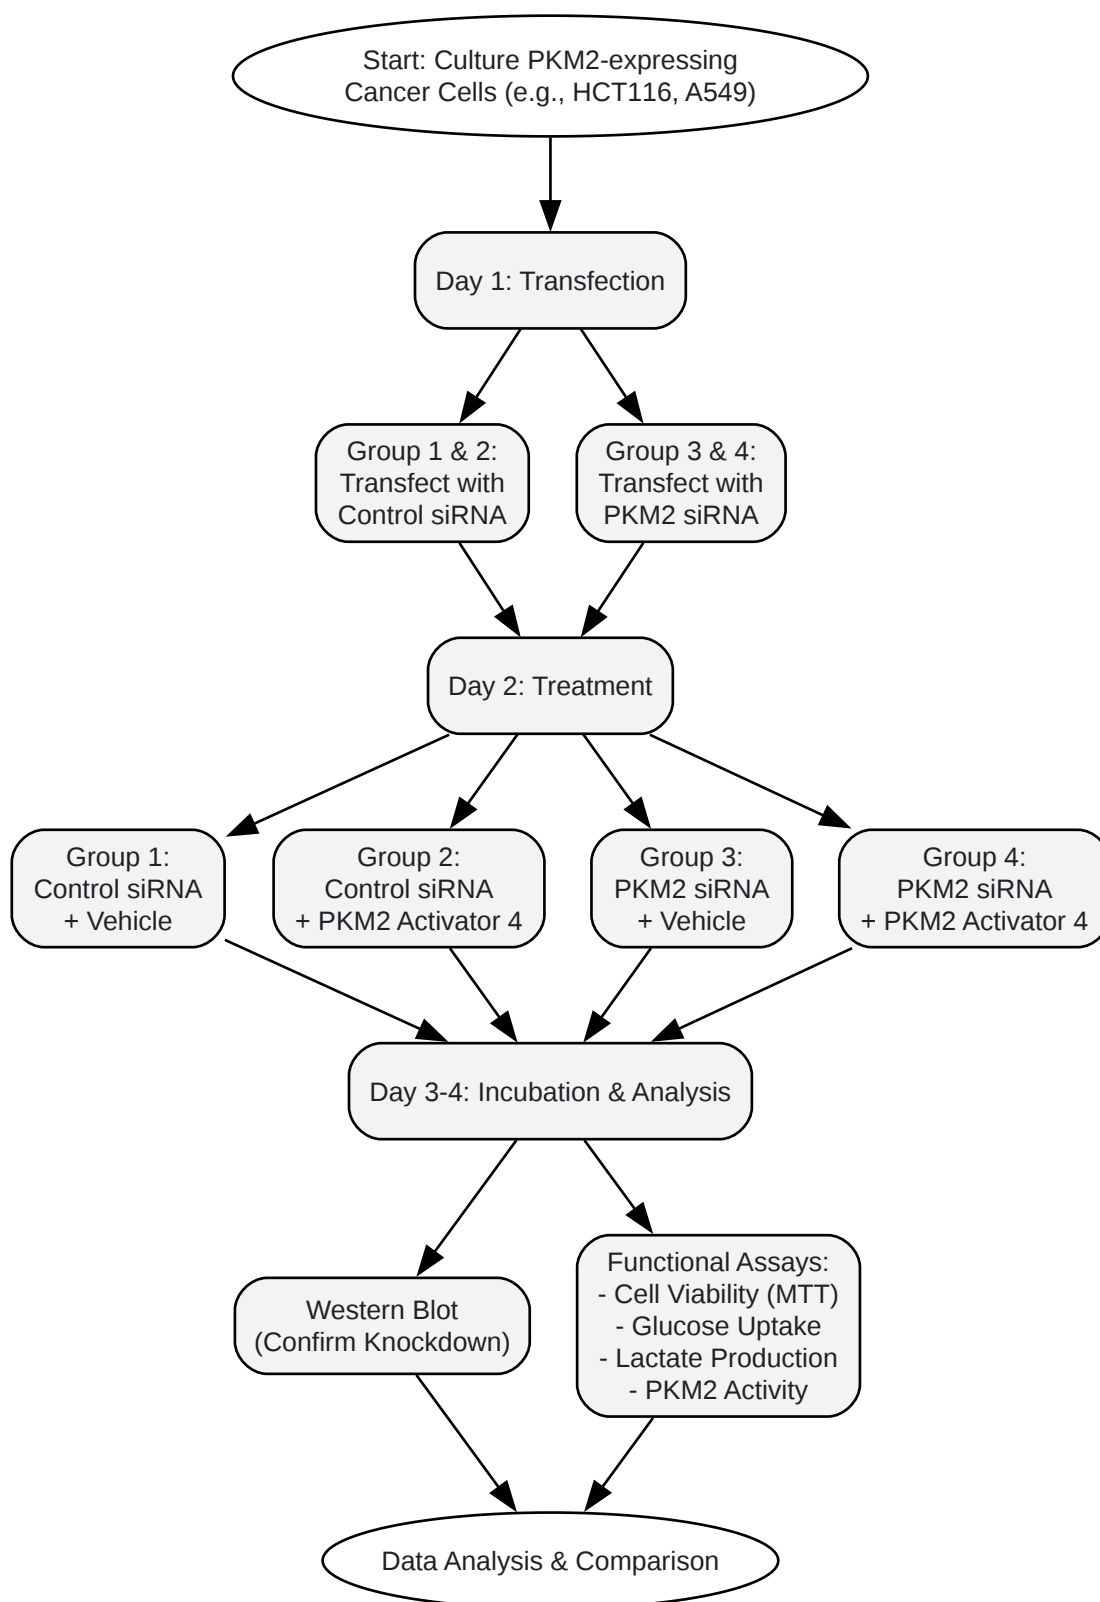 Start: Culture PKM2-expressing
Cancer Cells (e.g., HCT116, A549)
Day 1: Transfection
Group 1 & 2:
Transfect with
Control siRNA
Group 3 & 4:
Transfect with
PKM2 siRNA
Day 2: Treatment
Group 1:
Control siRNA
+ Vehicle
Group 2:
Control siRNA
+ PKM2 Activator 4
Group 3:
PKM2 siRNA
+ Vehicle
Group 4:
PKM2 siRNA
+ PKM2 Activator 4
Day 3-4: Incubation & Analysis
Western Blot
(Confirm Knockdown)
Functional Assays:
- Cell Viability (MTT)
- Glucose Uptake
- Lactate Production
- PKM2 Activity
Data Analysis & Comparison